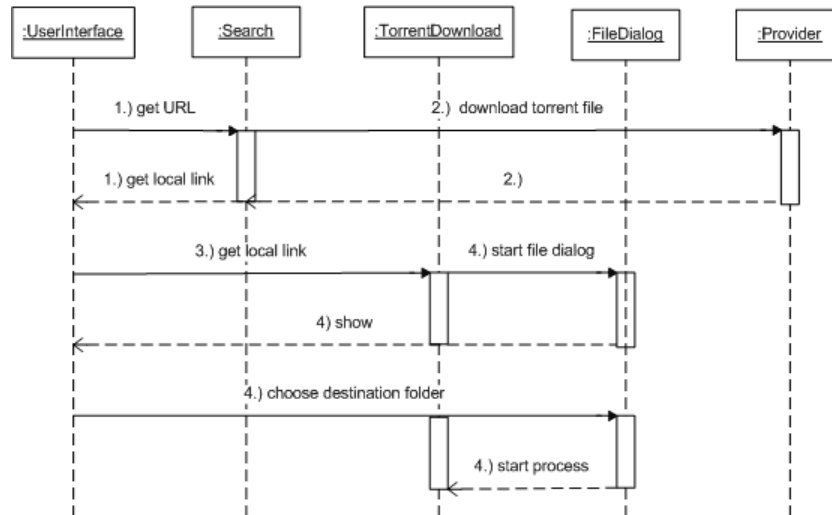 :UserInterface
:Search
:TorrentDownload
:FileDialog
:Provider
1.) get URL
2.) download torrent file
1.) get local link
2.)
3.) get local link
4.) start file dialog
4) show
4.) choose destination folder
4.) start process